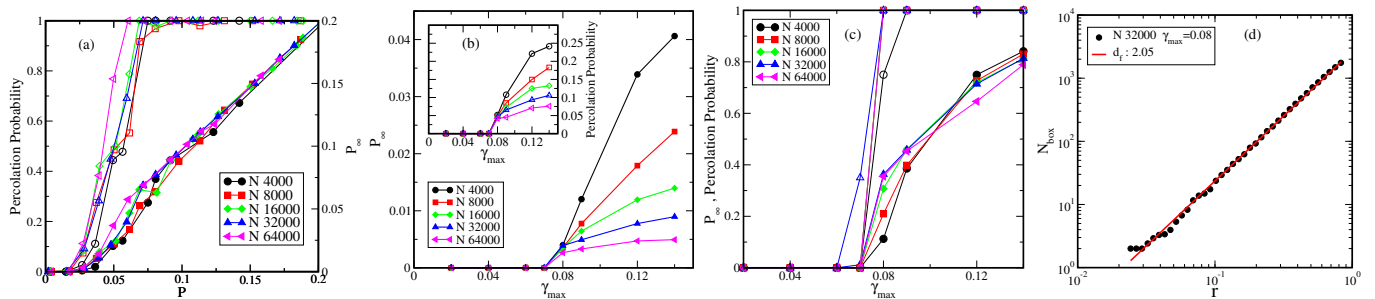 (a)
Percolation Probability
1
0.8
0.6
0.4
0.2
0
0 0.05 0.1 0.15 0.2
P
P∞
0.2
0.15
0.1
0.05
0
N 4000
N 8000
N 16000
N 32000
N 64000
(b)
P∞
0.04
0.03
0.02
0.01
0.005
0
0 0.04 0.08 0.12
γmax
Percolation Probability
0.25
0.20
0.15
0.10
0.05
0
0 0.04 0.08 0.12
γmax
N 4000
N 8000
N 16000
N 32000
N 64000
(c)
P∞ , Percolation Probability
1
0.8
0.6
0.4
0.2
0
0.04 0.08 0.12
γmax
N 4000
N 8000
N 16000
N 32000
N 64000
(d)
N 32000 γmax=0.08
df : 2.05
Nbox
10⁴
10³
10²
10¹
10⁰
10⁻² 10⁻¹ 10⁰
r